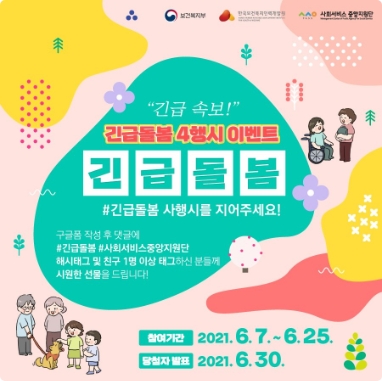 보건복지부 한국보건복지인력개발원 사회서비스 중앙지원단
"긴급 속보!"
긴급돌봄 4행시 이벤트
긴급돌봄
#긴급돌봄 사행시를 지어주세요!
구글폼 작성 후 댓글에
#긴급돌봄 #사회서비스중앙지원단
해시태그 및 친구 1명 이상 태그하신 분들께
시원한 선물을 드립니다!
참여기간 2021. 6. 7. ~ 6. 25.
당첨자 발표 2021. 6. 30.